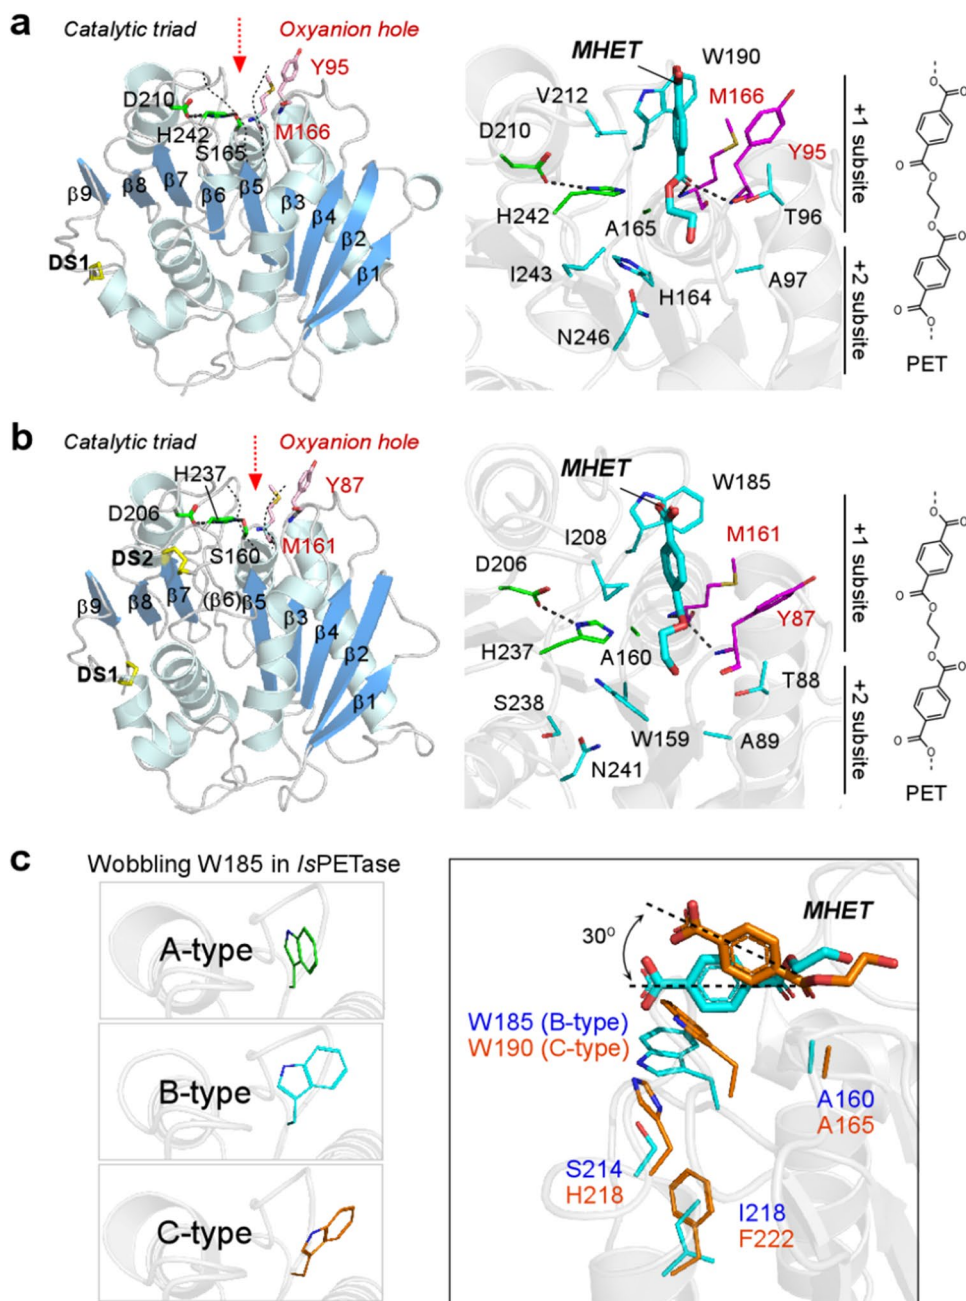 a
Catalytic triad
Oxyanion hole
Y95
D210
H242
S165
M166
β9
β8
β7
β6
β5
β3
β4
β2
β1
DS1
MHET
W190
V212
M166
D210
Y95
H242
A165
T96
I243
H164
A97
N246
+1 subsite
+2 subsite
O
O
O
O
O
O
O
O
PET
b
Catalytic triad
Oxyanion hole
H237
Y87
D206
S160
M161
DS2
β9
β8
β7
(β6)
β5
β3
β4
β2
β1
DS1
MHET
W185
I208
M161
D206
Y87
H237
A160
T88
S238
W159
A89
N241
+1 subsite
+2 subsite
O
O
O
O
O
O
O
O
PET
c
Wobbling W185 in IsPETase
A-type
B-type
C-type
MHET
30°
W185 (B-type)
W190 (C-type)
A160
A165
S214
H218
I218
F222